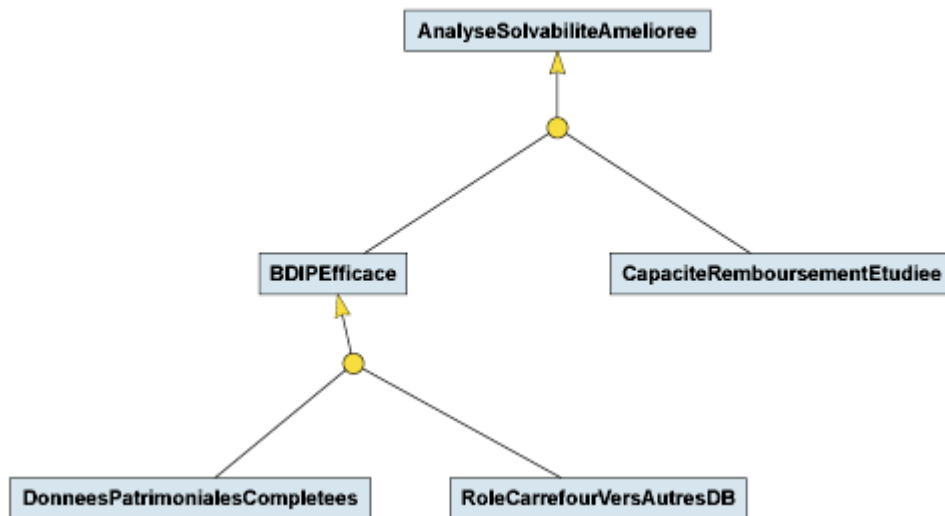 AnalyseSolvabiliteAmelioree
BDIPEfficace
CapaciteRemboursementEtudiee
DonneesPatrimonialesCompletees
RoleCarrefourVersAutresDB